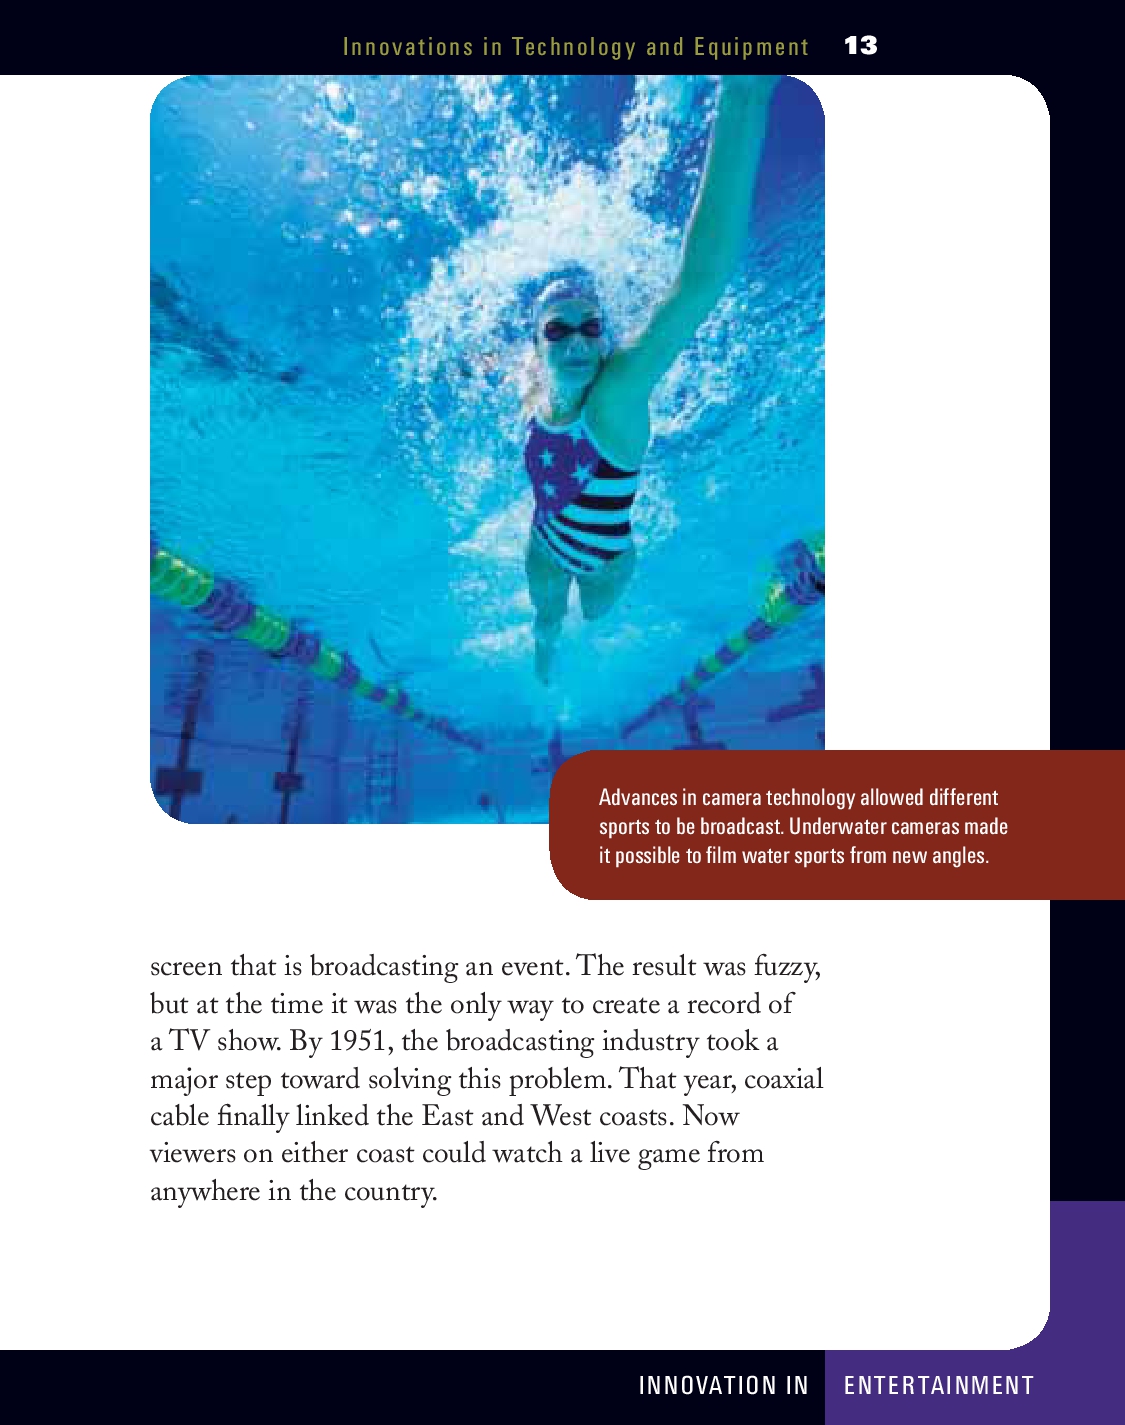 Innovations in Technology and Equipment 13
Advances in camera technology allowed different
sports to be broadcast. Underwater cameras made
it possible to film water sports from new angles.
screen that is broadcasting an event. The result was fuzzy,
but at the time it was the only way to create a record of
a TV show. By 1951, the broadcasting industry took a
major step toward solving this problem. That year, coaxial
cable finally linked the East and West coasts. Now
viewers on either coast could watch a live game from
anywhere in the country.
INNOVATION IN ENTERTAINMENT